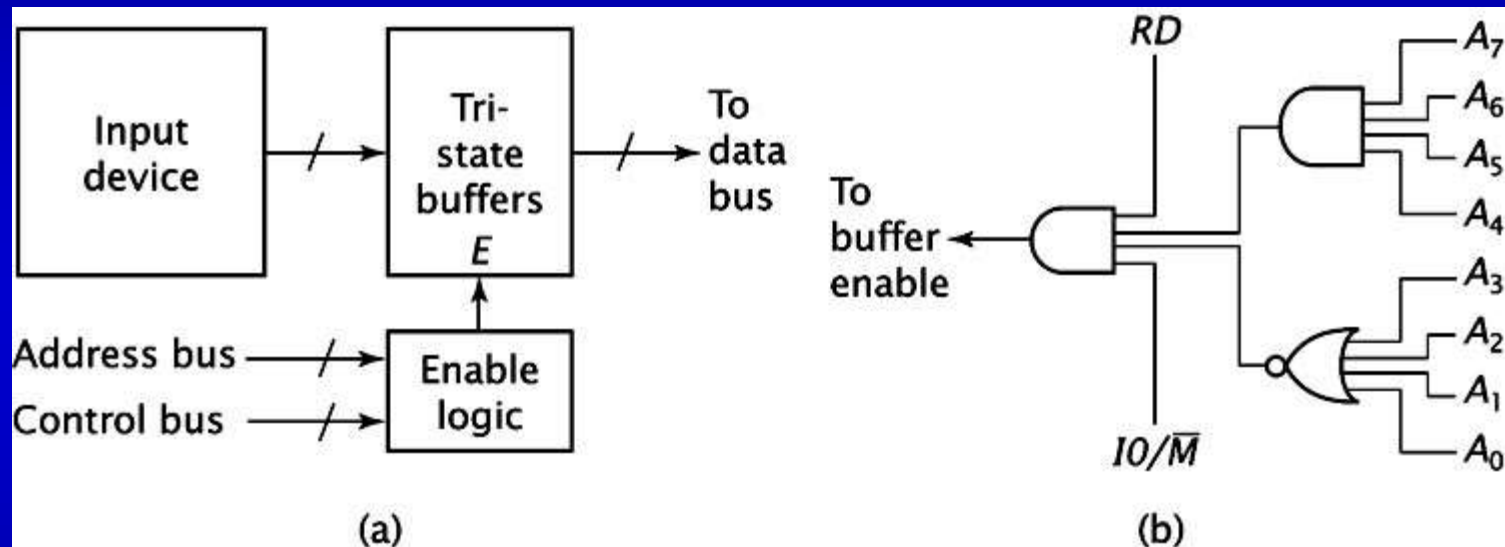 Input
device
Tri-
state
buffers
E
To
data
bus
Address bus
Control bus
Enable
logic
(a)
RD
To
buffer
enable
IO/M̅
A₇
A₆
A₅
A₄
A₃
A₂
A₁
A₀
(b)